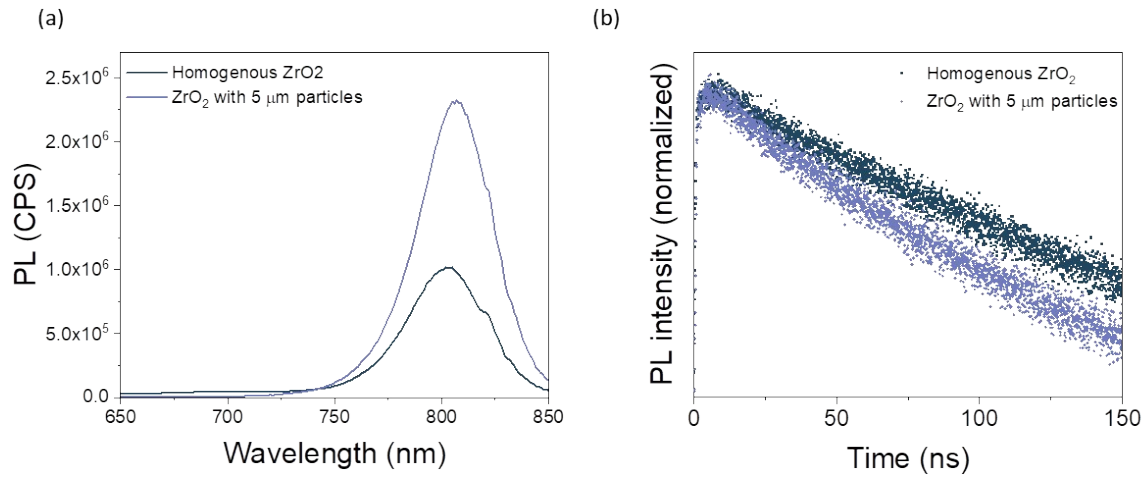 (a)
Homogenous ZrO2
ZrO₂ with 5 μm particles
2.5x10⁶
2.0x10⁶
1.5x10⁶
1.0x10⁶
5.0x10⁵
0.0
PL (CPS)
650 700 750 800 850
Wavelength (nm)
(b)
Homogenous ZrO₂
ZrO₂ with 5 μm particles
PL intensity (normalized)
0 50 100 150
Time (ns)